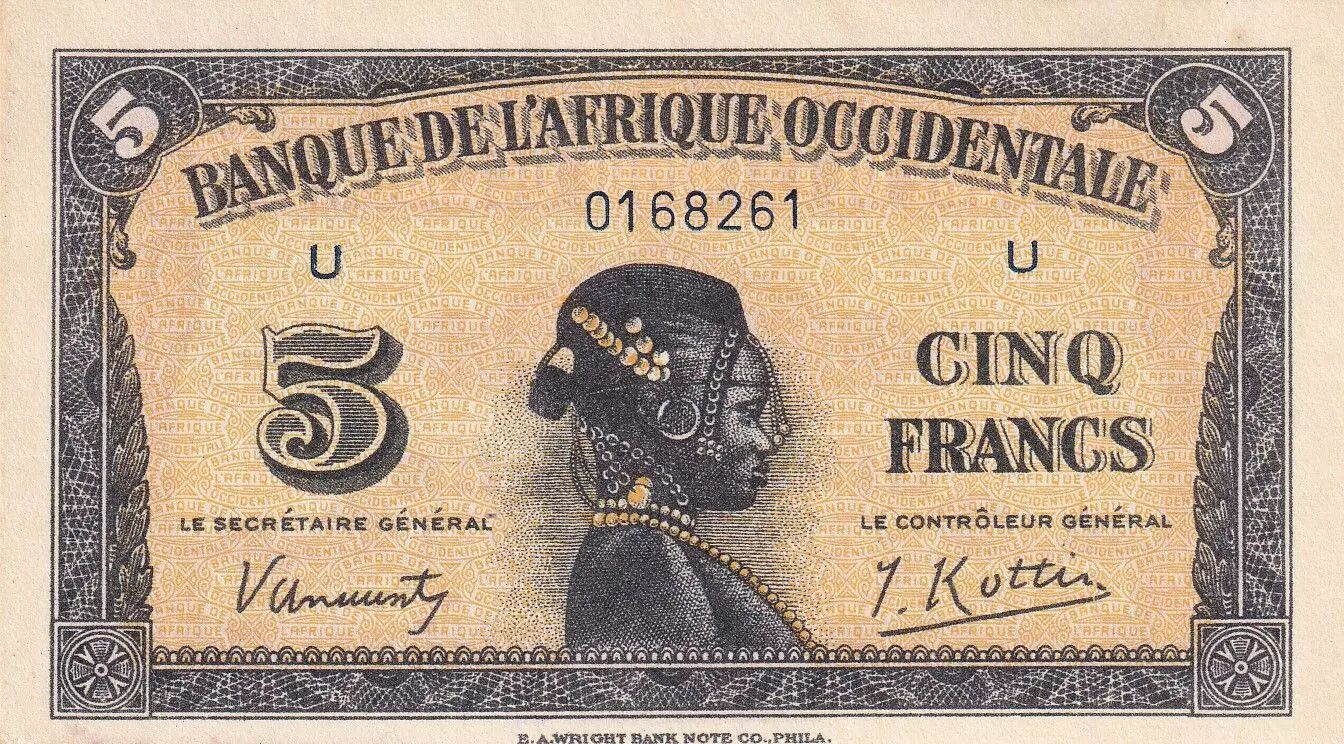 5 5
BANQUE DE L'AFRIQUE OCCIDENTALE
0168261
U U
5
CINQ
FRANCS
LE SECRÉTAIRE GÉNÉRAL
LE CONTRÔLEUR GÉNÉRAL
E.A.WRIGHT BANK NOTE CO.,PHILA.